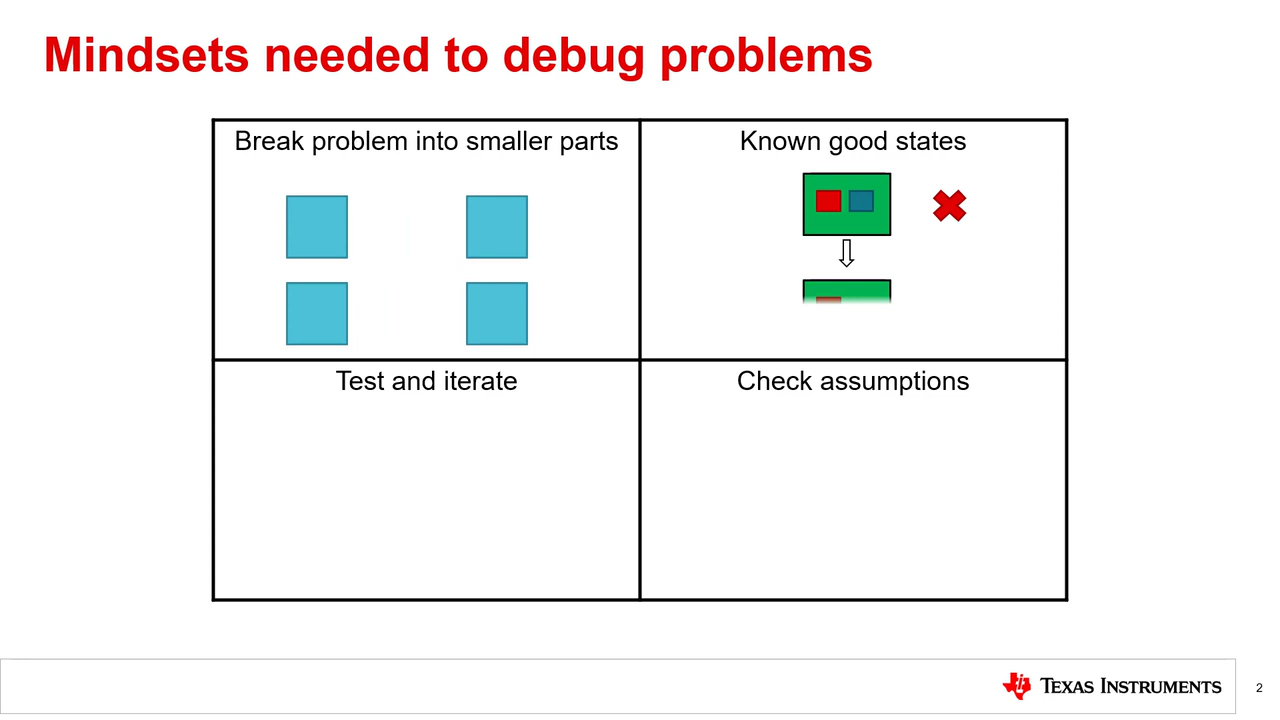 Mindsets needed to debug problems
Break problem into smaller parts
Known good states
Test and iterate
Check assumptions
TEXAS INSTRUMENTS
2